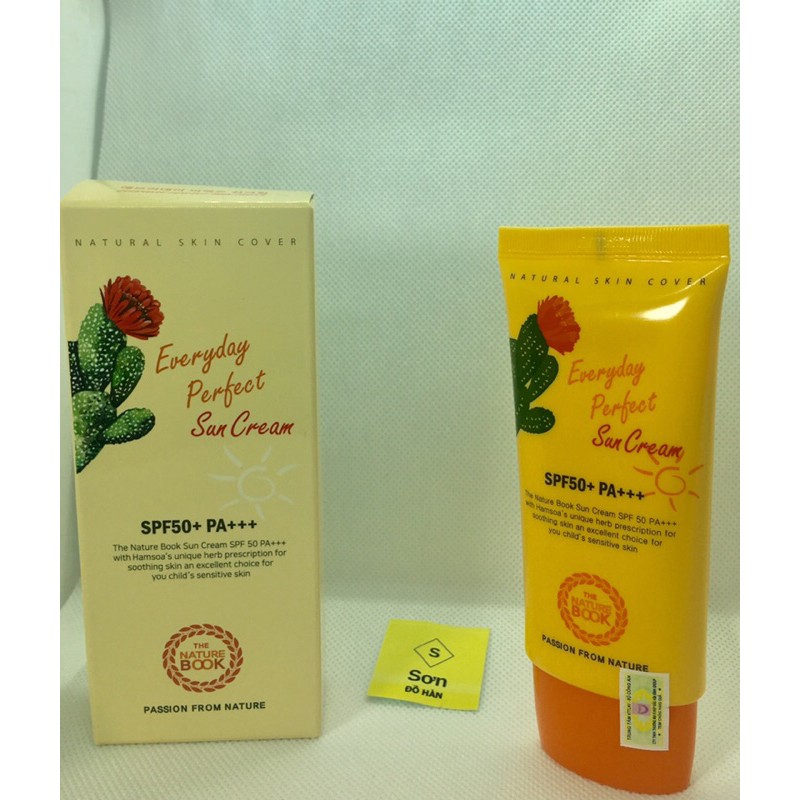 NATURAL SKIN COVER
Everyday
Perfect
Sun Cream
SPF50+ PA+++
The Nature Book Sun Cream SPF 50 PA+++
with Hamsoa's unique herb prescription for
soothing skin an excellent choice for
you child's sensitive skin
THE
NATURE
BOOK
PASSION FROM NATURE
S
Sơn
ĐỒ HÀN
NATURAL SKIN COVER
Everyday
Perfect
Sun Cream
SPF50+ PA+++
The Nature Book Sun Cream SPF 50 PA+++
with Hamsoa's unique herb prescription for
soothing skin an excellent choice for
you child's sensitive skin
THE
NATURE
BOOK
PASSION FROM NATURE